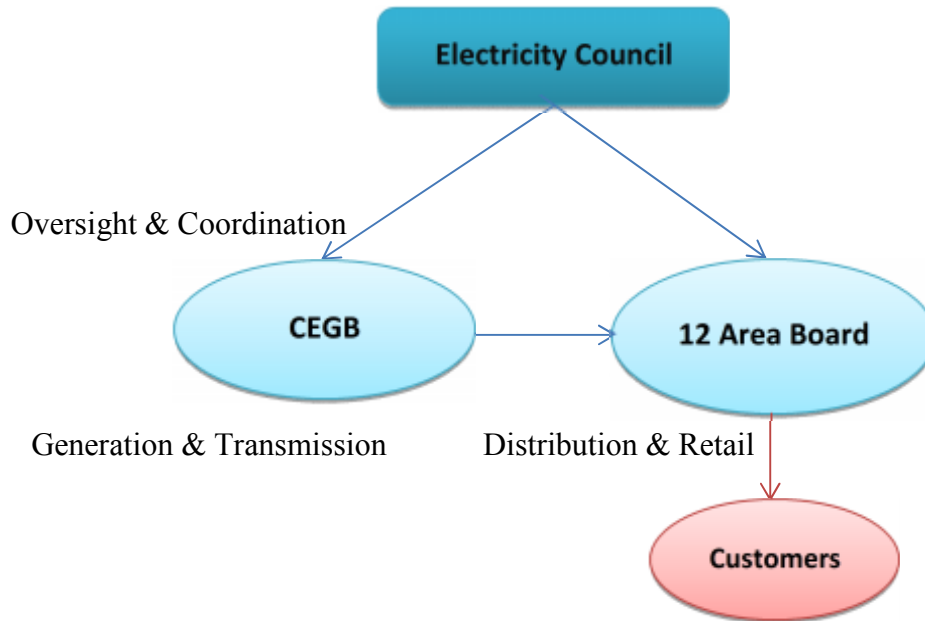 Electricity Council
Oversight & Coordination
CEGB
12 Area Board
Generation & Transmission
Distribution & Retail
Customers